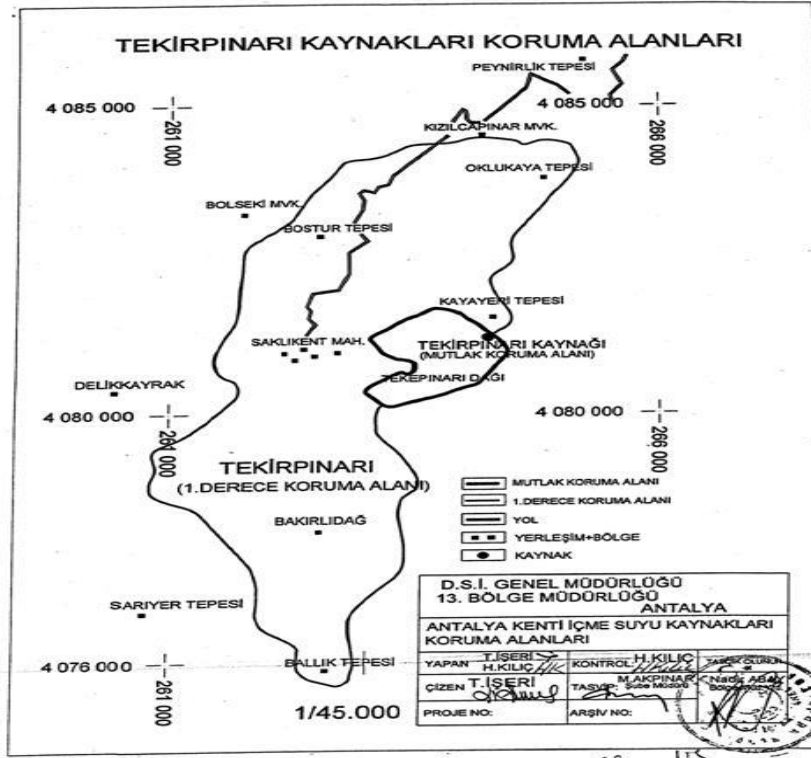 TEKİRPINARI KAYNAKLARI KORUMA ALANLARI
PEYNİRLİK TEPESİ
4 085 000
261 000
4 085 000
266 000
KIZILCAPINAR MVK.
OKLUKAYA TEPESİ
BOLSEKİ MVK.
BOSTUR TEPESİ
KAYAYERİ TEPESİ
SAKLIKENT MAH.
TEKİRPINARI KAYNAĞI
(MUTLAK KORUMA ALANI)
TEKEPINARI DAĞI
DELİKKAYRAK
4 080 000
261 000
4 080 000
266 000
TEKİRPINARI
(1.DERECE KORUMA ALANI)
MUTLAK KORUMA ALANI
1.DERECE KORUMA ALANI
YOL
YERLEŞİM+BÖLGE
KAYNAK
BAKIRLIDAĞ
SARIYER TEPESİ
BALLIK TEPESİ
4 076 000
261 000
1/45.000
D.S.İ. GENEL MÜDÜRLÜĞÜ
13. BÖLGE MÜDÜRLÜĞÜ
ANTALYA
ANTALYA KENTİ İÇME SUYU KAYNAKLARI
KORUMA ALANLARI
YAPAN T.İŞERİ H.KILIÇ
KONTROL: H.KILIÇ
ÇİZEN T.İŞERİ
TASVİP: M.AKPINAR Şube Müdürü
PROJE NO:
ARŞİV NO: